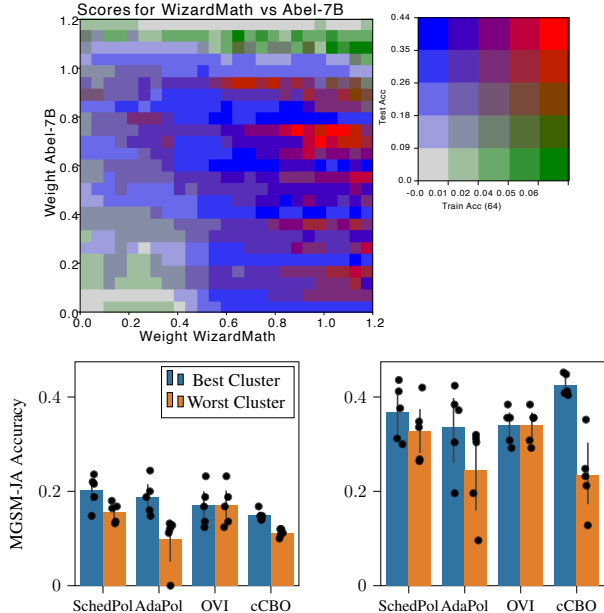 Scores for WizardMath vs Abel-7B
Weight Abel-7B
1.2
1.0
0.8
0.6
0.4
0.2
0.0
0.0 0.2 0.4 0.6 0.8 1.0 1.2
Weight WizardMath
Test Acc
0.44
0.35
0.26
0.18
0.09
0.0
-0.0 0.01 0.02 0.04 0.05 0.06
Train Acc (64)
MGSM-JA Accuracy
0.4
0.2
0
Best Cluster
Worst Cluster
SchedPol AdaPol OVI cCBO
0.4
0.2
0
SchedPol AdaPol OVI cCBO